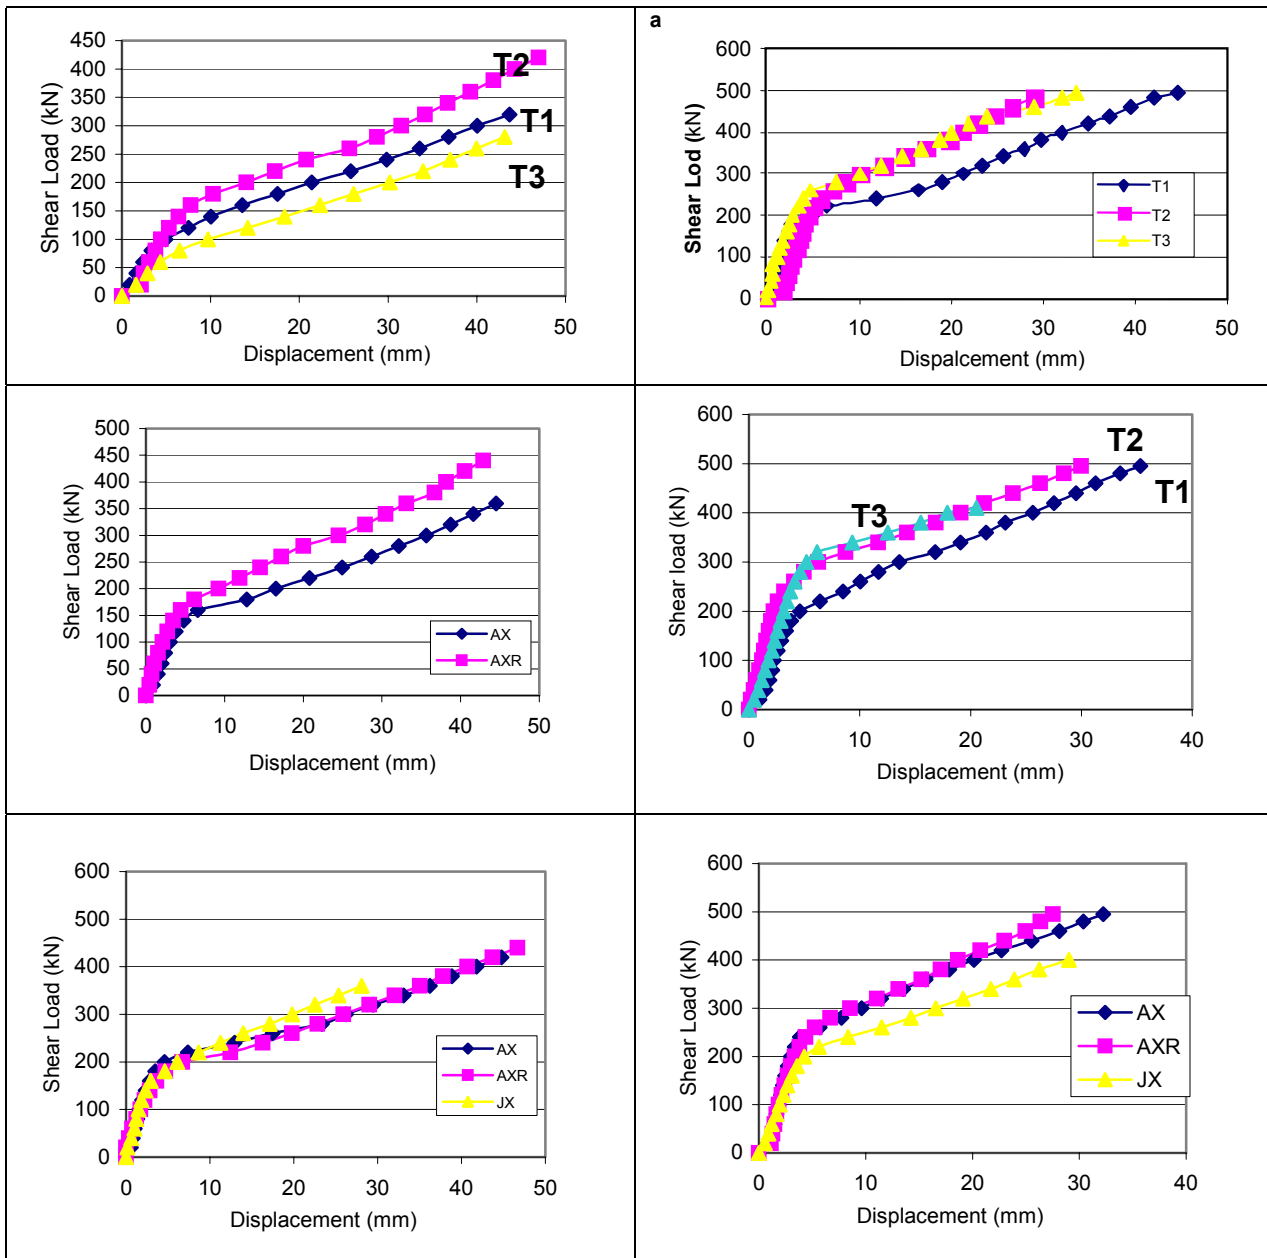 450
400
350
300
250
200
150
100
50
0
Shear Load (kN)
T2
T1
T3
0 10 20 30 40 50
Displacement (mm)
a
600
500
400
300
200
100
0
Shear Lod (kN)
T1
T2
T3
0 10 20 30 40 50
Dispalcement (mm)
500
450
400
350
300
250
200
150
100
50
0
Shear Load (kN)
AX
AXR
0 10 20 30 40 50
Displacement (mm)
600
500
400
300
200
100
0
Shear load (kN)
T2
T1
T3
0 10 20 30 40
Displacement (mm)
600
500
400
300
200
100
0
Shear Load (kN)
AX
AXR
JX
0 10 20 30 40 50
Displacement (mm)
600
500
400
300
200
100
0
Shear Load (kN)
AX
AXR
JX
0 10 20 30 40
Displacement (mm)